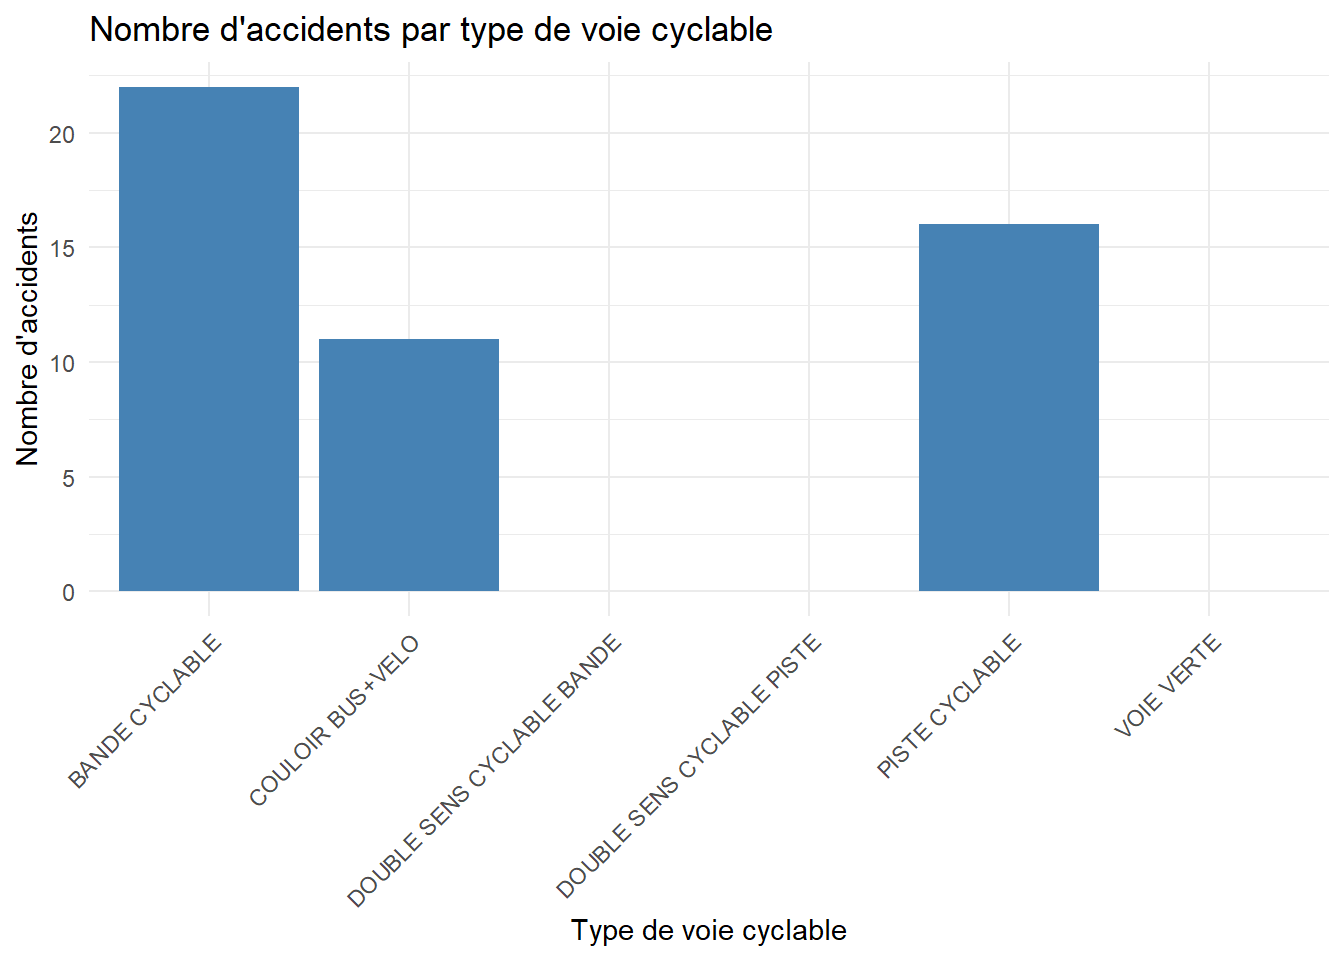 Nombre d'accidents par type de voie cyclable
Nombre d'accidents
20
15
10
5
0
BANDE CYCLABLE
COULOIR BUS+VELO
DOUBLE SENS CYCLABLE BANDE
DOUBLE SENS CYCLABLE PISTE
PISTE CYCLABLE
VOIE VERTE
Type de voie cyclable